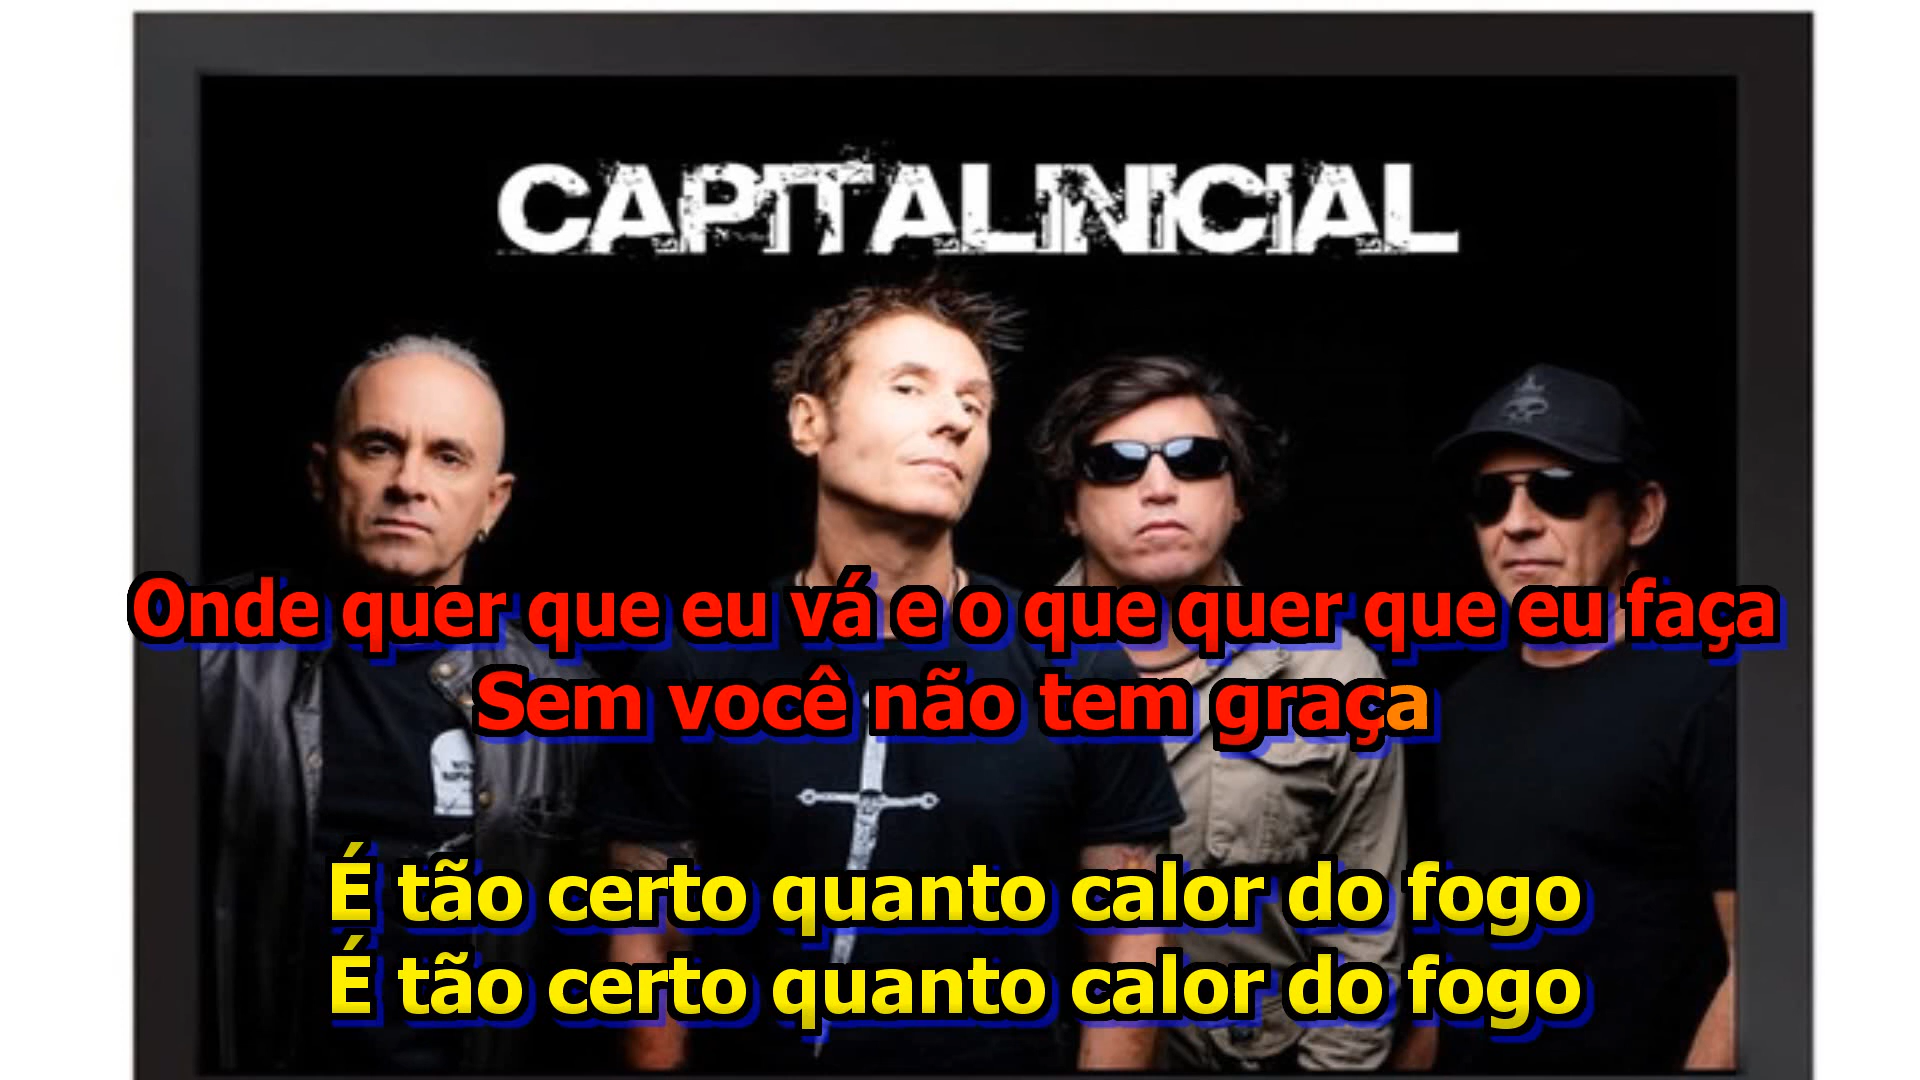 CAPITAL INICIAL
Onde quer que eu vá e o que quer que eu faça
Sem você não tem graça
É tão certo quanto calor do fogo
É tão certo quanto calor do fogo